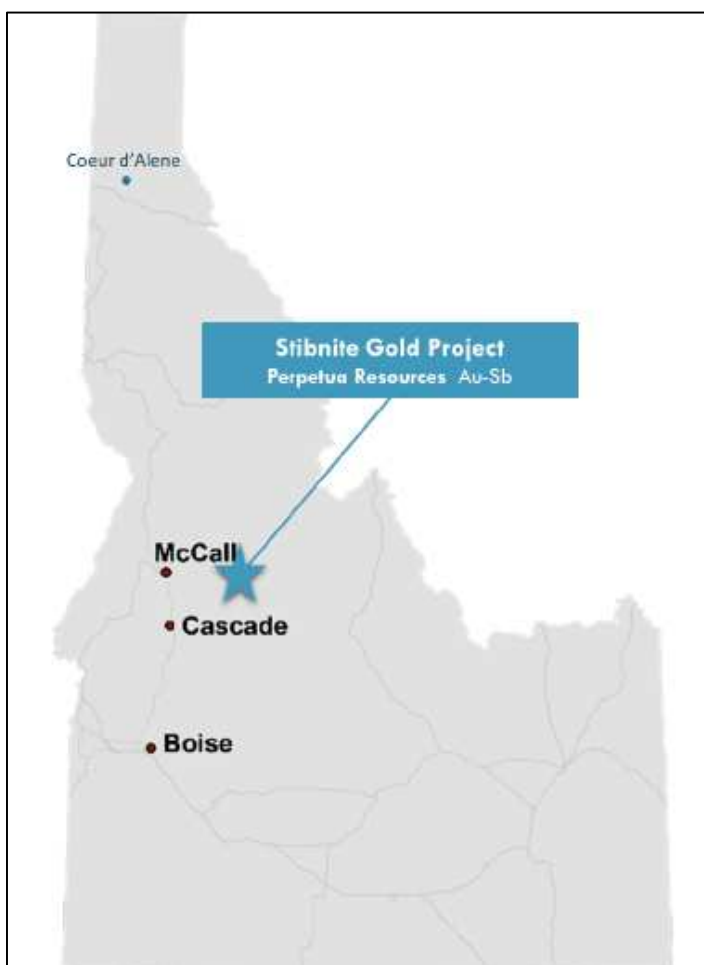 Coeur d'Alene
Stibnite Gold Project
Perpetua Resources Au-Sb
McCall
Cascade
Boise